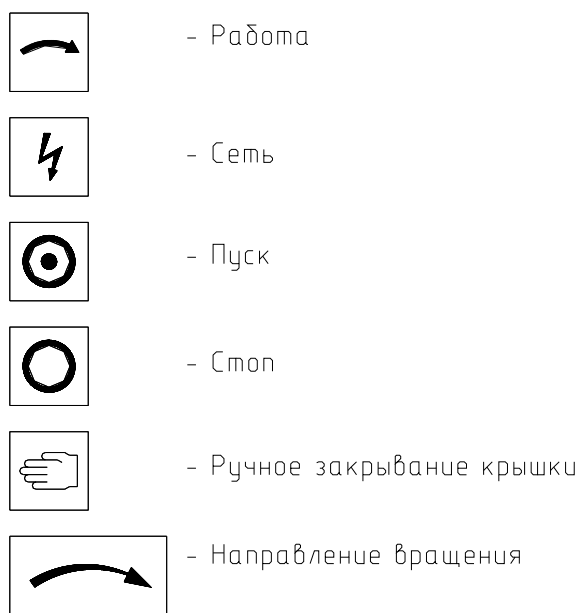 - Работа
- Сеть
- Пуск
- Стоп
- Ручное закрывание крышки
- Направление вращения